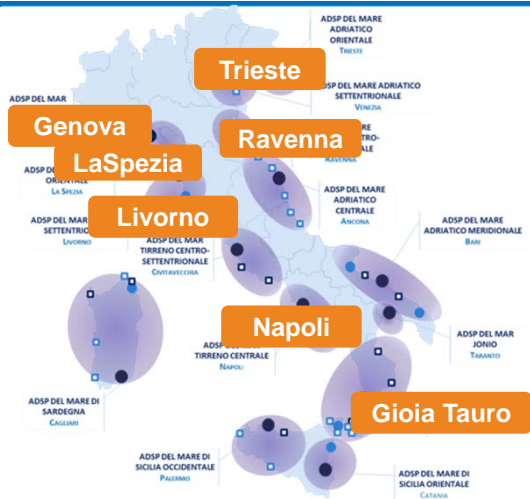 ADSP DEL MARE
ADRIATICO
ORIENTALE
TRIESTE
Trieste
ADSP DEL MARE ADRIATICO
SETTENTRIONALE
VENEZIA
ADSP DEL MAR
Genova
Ravenna
RAVENNA
LaSpezia
ORIENTALE
LA SPEZIA
ADSP DEL MARE
ADRIATICO
CENTRALE
ANCONA
Livorno
ADSP DEL MAR
SETTENTRIO
LIVORNO
ADSP DEL MAR
TIRRENO CENTRO-
SETTENTRIONALE
CIVITAVECCHIA
ADSP DEL MARE
ADRIATICO MERIDIONALE
BARI
Napoli
TIRRENO CENTRALE
NAPOLI
ADSP DEL MAR
JONIO
TARANTO
ADSP DEL MARE DI
SARDEGNA
CAGLIARI
Gioia Tauro
ADSP DEL MARE DI
SICILIA OCCIDENTALE
PALERMO
ADSP DEL MARE DI
SICILIA ORIENTALE
CATANIA